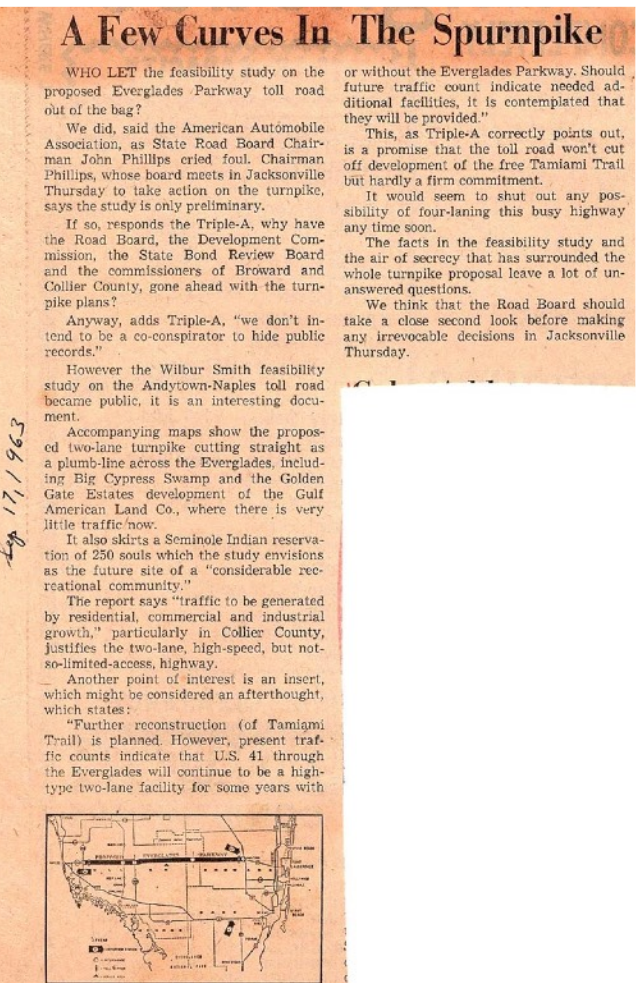 A Few Curves In The Spurnpike
WHO LET the feasibility study on the
proposed Everglades Parkway toll road
out of the bag?
We did, said the American Automobile
Association, as State Road Board Chair-
man John Phillips cried foul. Chairman
Phillips, whose board meets in Jacksonville
Thursday to take action on the turnpike,
says the study is only preliminary.
If so, responds the Triple-A, why have
the Road Board, the Development Com-
mission, the State Bond Review Board
and the commissioners of Broward and
Collier County, gone ahead with the turn-
pike plans?
Anyway, adds Triple-A, “we don’t in-
tend to be a co-conspirator to hide public
records.”
However the Wilbur Smith feasibility
study on the Andytown-Naples toll road
became public, it is an interesting docu-
ment.
Accompanying maps show the propos-
ed two-lane turnpike cutting straight as
a plumb-line across the Everglades, includ-
ing Big Cypress Swamp and the Golden
Gate Estates development of the Gulf
American Land Co., where there is very
little traffic now.
It also skirts a Seminole Indian reserva-
tion of 250 souls which the study envisions
as the future site of a “considerable rec-
reational community.”
The report says “traffic to be generated
by residential, commercial and industrial
growth,” particularly in Collier County,
justifies the two-lane, high-speed, but not-
so-limited-access, highway.
Another point of interest is an insert,
which might be considered an afterthought,
which states:
“Further reconstruction (of Tamiami
Trail) is planned. However, present traf-
fic counts indicate that U.S. 41 through
the Everglades will continue to be a high-
type two-lane facility for some years with
or without the Everglades Parkway. Should
future traffic count indicate needed ad-
ditional facilities, it is contemplated that
they will be provided.”
This, as Triple-A correctly points out,
is a promise that the toll road won’t cut
off development of the free Tamiami Trail
but hardly a firm commitment.
It would seem to shut out any pos-
sibility of four-laning this busy highway
any time soon.
The facts in the feasibility study and
the air of secrecy that has surrounded the
whole turnpike proposal leave a lot of un-
answered questions.
We think that the Road Board should
take a close second look before making
any irrevocable decisions in Jacksonville
Thursday.
Sep 17, 1963
EVERGLADES PARKWAY